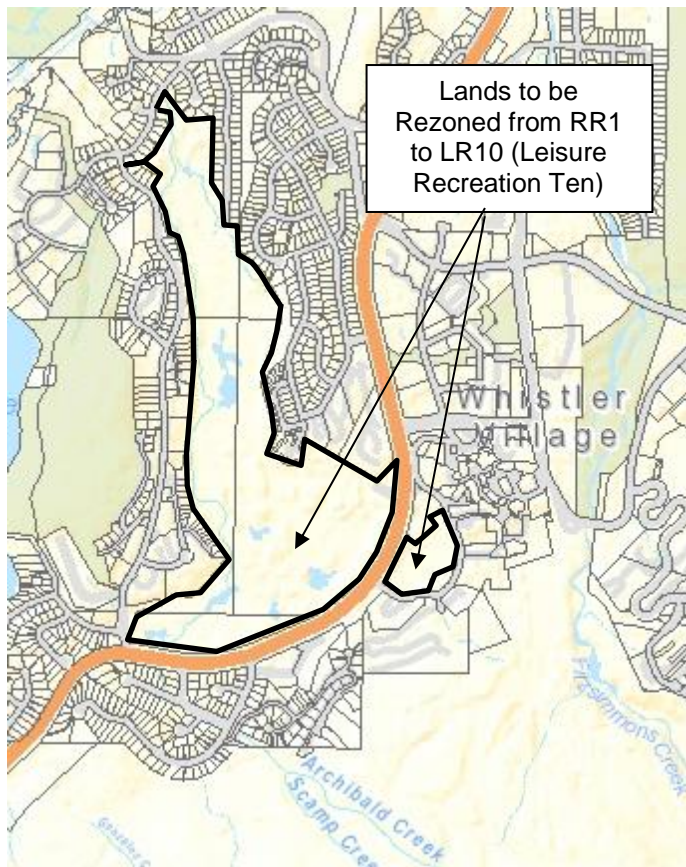 Lands to be
Rezoned from RR1
to LR10 (Leisure
Recreation Ten)
Whistler
Village
Fitzsimmons Creek
Archibald Creek
Scamp Creek